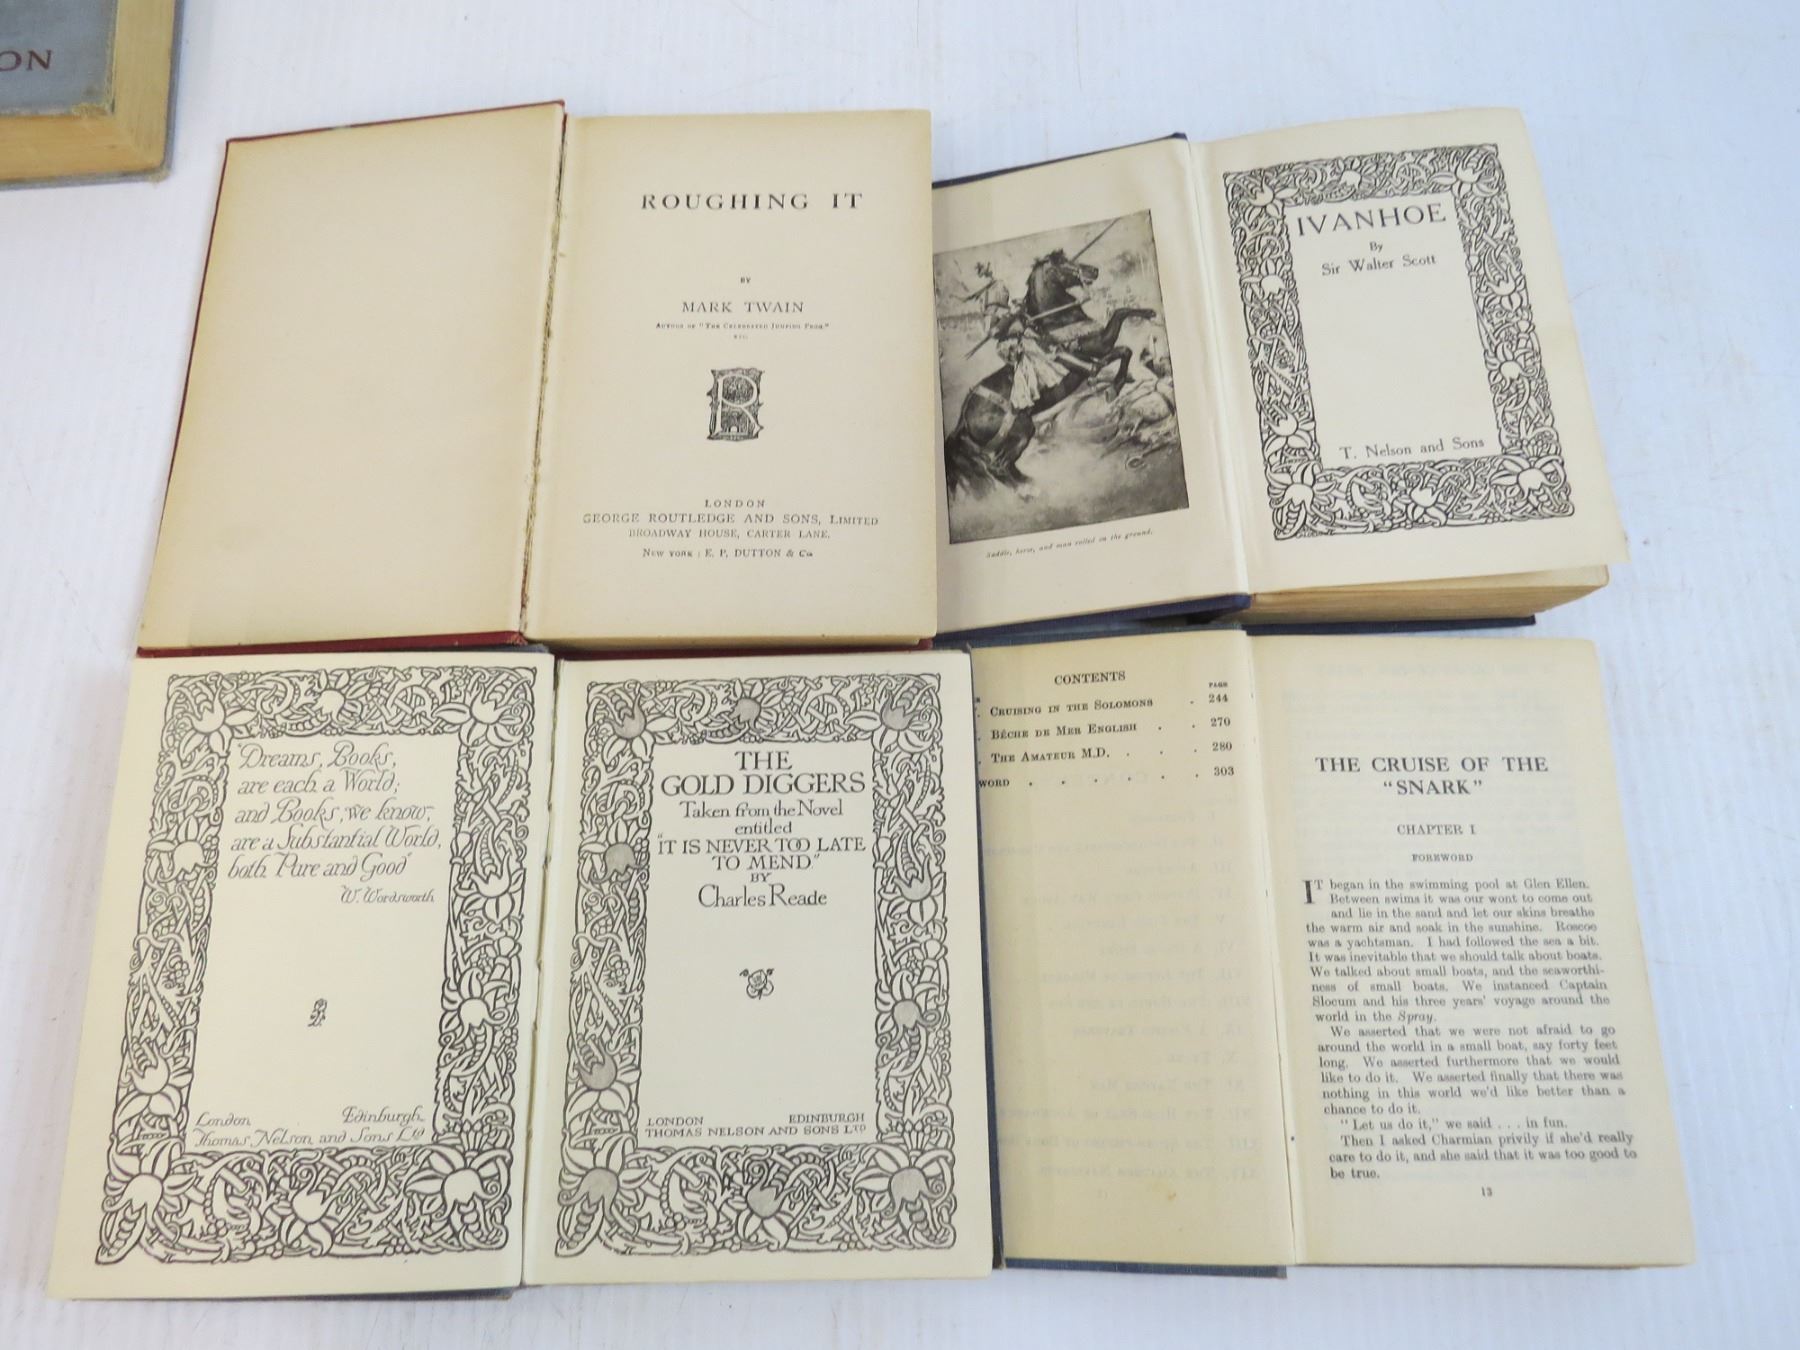 ON
ROUGHING IT
BY
MARK TWAIN
AUTHOR OF "THE CELEBRATED JUMPING FROG,"
ETC.
R
LONDON
GEORGE ROUTLEDGE AND SONS, LIMITED
BROADWAY HOUSE, CARTER LANE.
NEW YORK: E. P. DUTTON & Co.
Saddle, horse, and man rolled on the ground.
IVANHOE
By
Sir Walter Scott
T. Nelson and Sons
"Dreams, Books,
are each a World;
and Books, we know,
are a Substantial World,
both Pure and Good"
W. Wordsworth
London Edinburgh
Thomas Nelson and Sons Ltd
THE
GOLD DIGGERS
Taken from the Novel
entitled
"IT IS NEVER TOO LATE
TO MEND."
BY
Charles Reade
LONDON EDINBURGH
THOMAS NELSON AND SONS LTD
CONTENTS
PAGE
CRUISING IN THE SOLOMONS . 244
BÊCHE DE MER ENGLISH . . 270
THE AMATEUR M.D. . . . 280
WORD . . . . . . 303
THE CRUISE OF THE
"SNARK"
CHAPTER I
FOREWORD
IT began in the swimming pool at Glen Ellen.
Between swims it was our wont to come out
and lie in the sand and let our skins breathe
the warm air and soak in the sunshine. Roscoe
was a yachtsman. I had followed the sea a bit.
It was inevitable that we should talk about boats.
We talked about small boats, and the seaworthi-
ness of small boats. We instanced Captain
Slocum and his three years' voyage around the
world in the Spray.
We asserted that we were not afraid to go
around the world in a small boat, say forty feet
long. We asserted furthermore that we would
like to do it. We asserted finally that there was
nothing in this world we'd like better than a
chance to do it.
"Let us do it," we said . . . in fun.
Then I asked Charmian privily if she'd really
care to do it, and she said that it was too good to
be true.
13